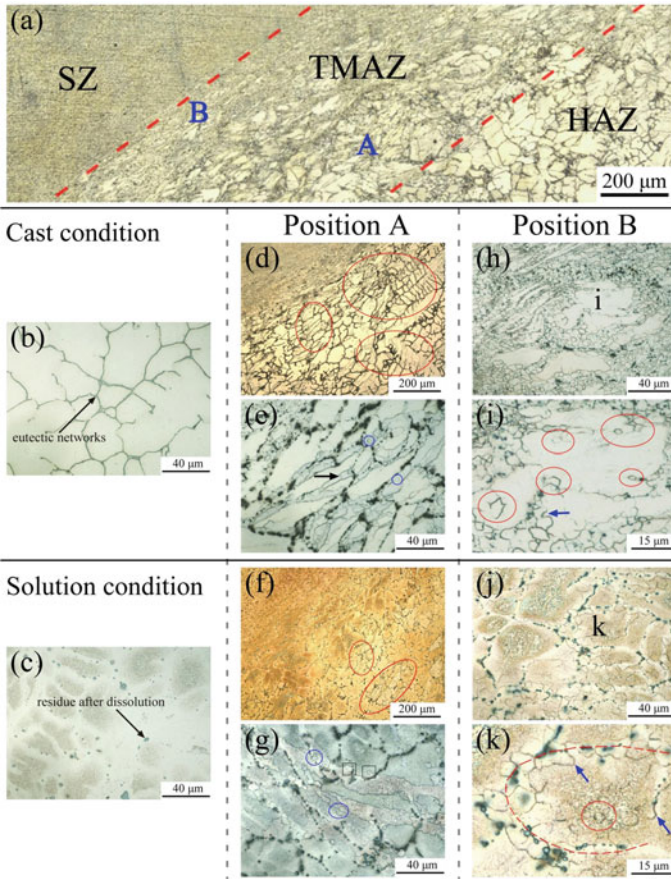 (a)
SZ
TMAZ
B
A
HAZ
200 μm
Cast condition
Position A
Position B
(b)
eutectic networks
40 μm
(d)
200 μm
(h)
i
40 μm
(e)
40 μm
(i)
15 μm
Solution condition
(c)
residue after dissolution
40 μm
(f)
200 μm
(j)
k
40 μm
(g)
40 μm
(k)
15 μm